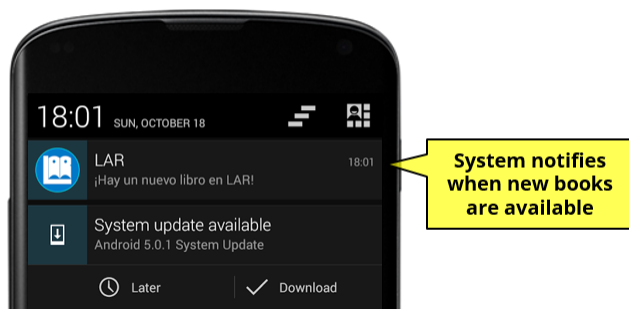 18:01 SUN, OCTOBER 18
LAR 18:01
¡Hay un nuevo libro en LAR!
System update available
Android 5.0.1 System Update
Later Download
System notifies
when new books
are available